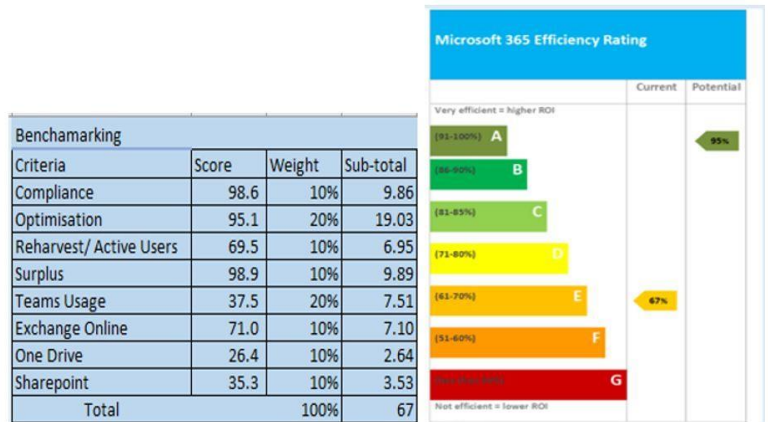 Benchamarking
Criteria Score Weight Sub-total
Compliance 98.6 10% 9.86
Optimisation 95.1 20% 19.03
Reharvest/ Active Users 69.5 10% 6.95
Surplus 98.9 10% 9.89
Teams Usage 37.5 20% 7.51
Exchange Online 71.0 10% 7.10
One Drive 26.4 10% 2.64
Sharepoint 35.3 10% 3.53
Total 100% 67
Microsoft 365 Efficiency Rating
Current Potential
Very efficient = higher ROI
(91-100%) A 95%
(86-90%) B
(81-85%) C
(71-80%) D
(61-70%) E 67%
(51-60%) F
G
Not efficient = lower ROI